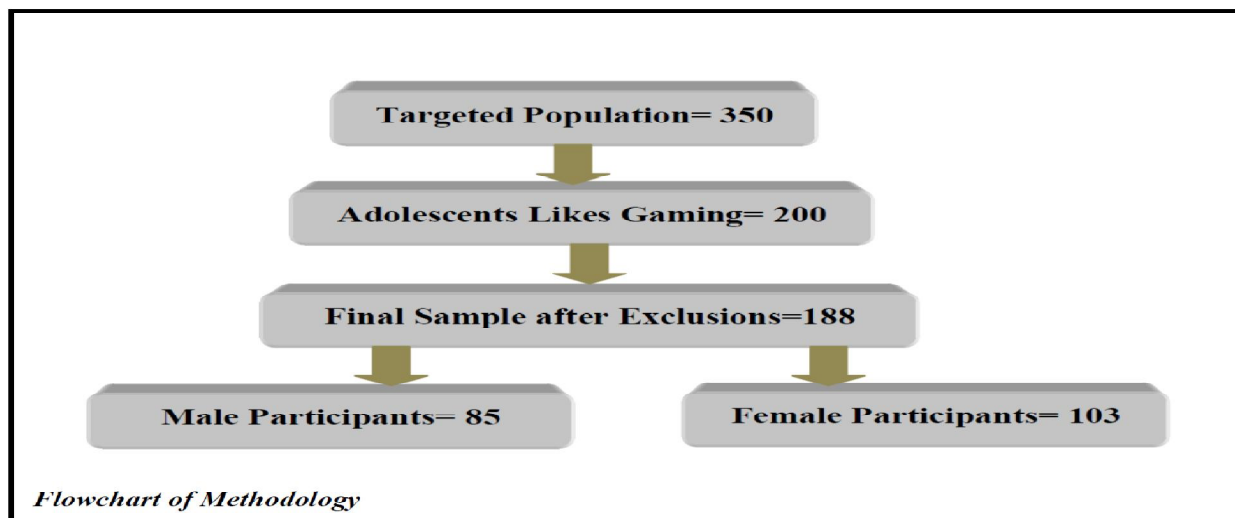 Targeted Population= 350
Adolescents Likes Gaming= 200
Final Sample after Exclusions=188
Male Participants= 85
Female Participants= 103
Flowchart of Methodology